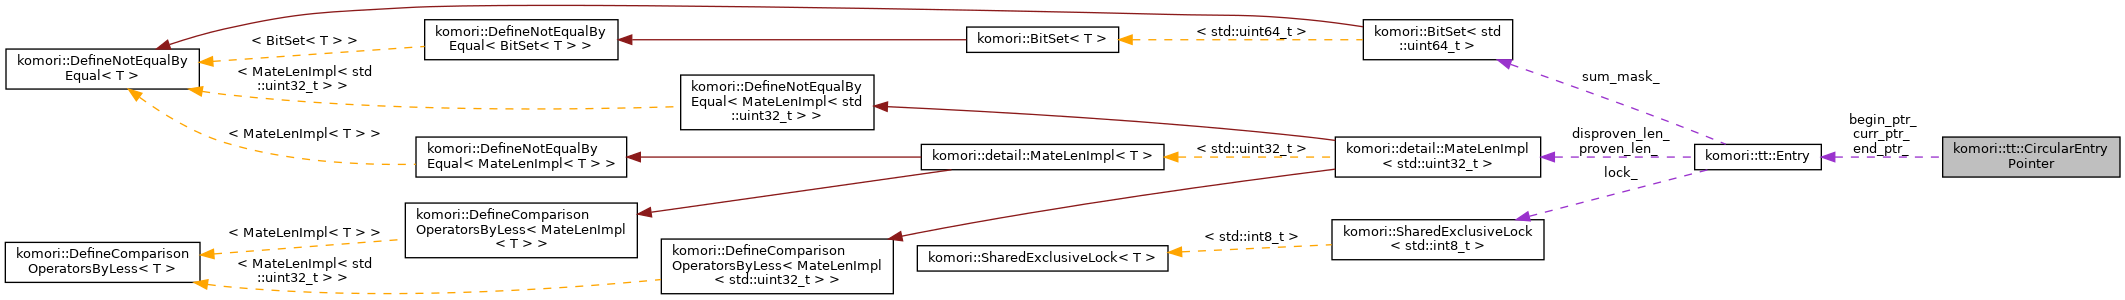 komori::DefineNotEqualBy
Equal< T >
< BitSet< T > >
< MateLenImpl< std
::uint32_t > >
< MateLenImpl< T > >
komori::DefineNotEqualBy
Equal< BitSet< T > >
komori::DefineNotEqualBy
Equal< MateLenImpl< std
::uint32_t > >
komori::DefineNotEqualBy
Equal< MateLenImpl< T > >
komori::BitSet< T >
< std::uint64_t >
komori::BitSet< std
::uint64_t >
komori::detail::MateLenImpl< T >
< std::uint32_t >
komori::detail::MateLenImpl
< std::uint32_t >
sum_mask_
disproven_len_
proven_len_
lock_
komori::tt::Entry
begin_ptr_
curr_ptr_
end_ptr_
komori::tt::CircularEntry
Pointer
komori::DefineComparison
OperatorsByLess< T >
< MateLenImpl< T > >
< MateLenImpl< std
::uint32_t > >
komori::DefineComparison
OperatorsByLess< MateLenImpl
< T > >
komori::DefineComparison
OperatorsByLess< MateLenImpl
< std::uint32_t > >
komori::SharedExclusiveLock< T >
< std::int8_t >
komori::SharedExclusiveLock
< std::int8_t >